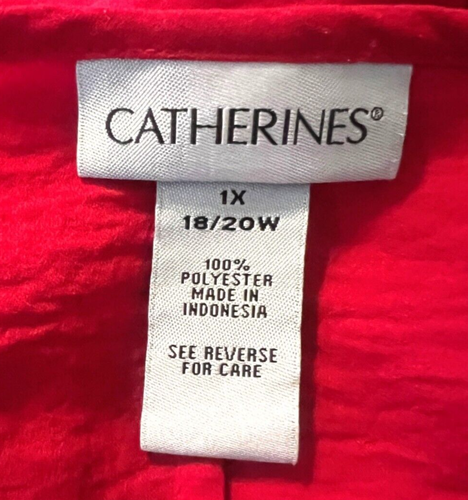 CATHERINES®
1X
18/20W
100%
POLYESTER
MADE IN
INDONESIA
SEE REVERSE
FOR CARE